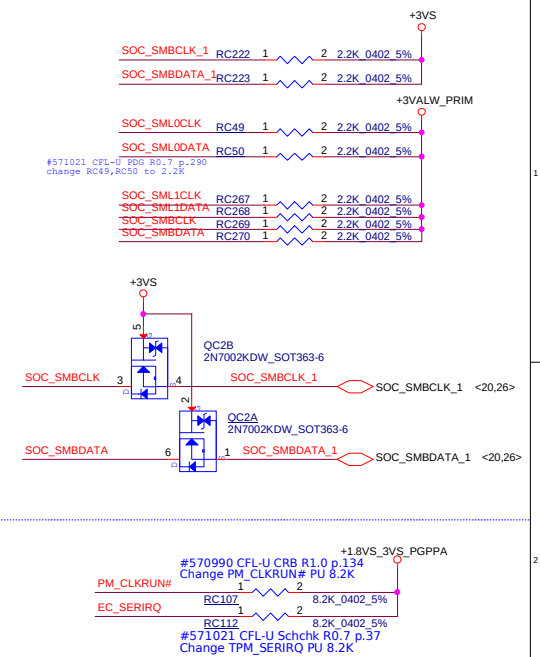 +3VS
SOC_SMBCLK_1 RC222 1 2 2.2K_0402_5%
SOC_SMBDATA_1 RC223 1 2 2.2K_0402_5%
+3VALW_PRIM
SOC_SML0CLK RC49 1 2 2.2K_0402_5%
SOC_SML0DATA RC50 1 2 2.2K_0402_5%
#571021 CFL-U PDG R0.7 p.290
change RC49,RC50 to 2.2K
1
SOC_SML1CLK RC267 1 2 2.2K_0402_5%
SOC_SML1DATA RC268 1 2 2.2K_0402_5%
SOC_SMBCLK RC269 1 2 2.2K_0402_5%
SOC_SMBDATA RC270 1 2 2.2K_0402_5%
+3VS
5
G
QC2B
2N7002KDW_SOT363-6
SOC_SMBCLK 3 4 SOC_SMBCLK_1 SOC_SMBCLK_1 <20,26>
D S
2
G
QC2A
2N7002KDW_SOT363-6
SOC_SMBDATA 6 1 SOC_SMBDATA_1 SOC_SMBDATA_1 <20,26>
D S
+1.8VS_3VS_PGPPA
2
#570990 CFL-U CRB R1.0 p.134
Change PM_CLKRUN# PU 8.2K
PM_CLKRUN# 1 2
RC107 8.2K_0402_5%
EC_SERIRQ 1 2
RC112 8.2K_0402_5%
#571021 CFL-U Schchk R0.7 p.37
Change TPM_SERIRQ PU 8.2K